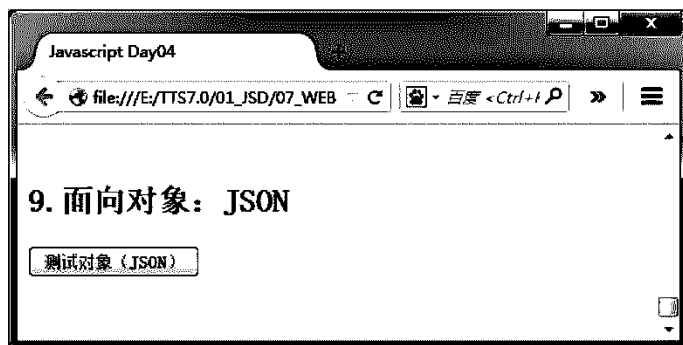 Javascript Day04
file:///E:/TTS7.0/01_JSD/07_WEB
百度 <Ctrl+
9. 面向对象：JSON
测试对象（JSON）